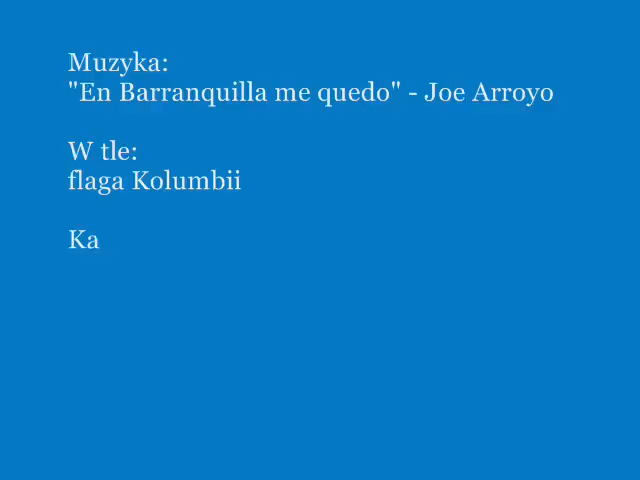 Muzyka:
"En Barranquilla me quedo" - Joe Arroyo
W tle:
flaga Kolumbii
Ka